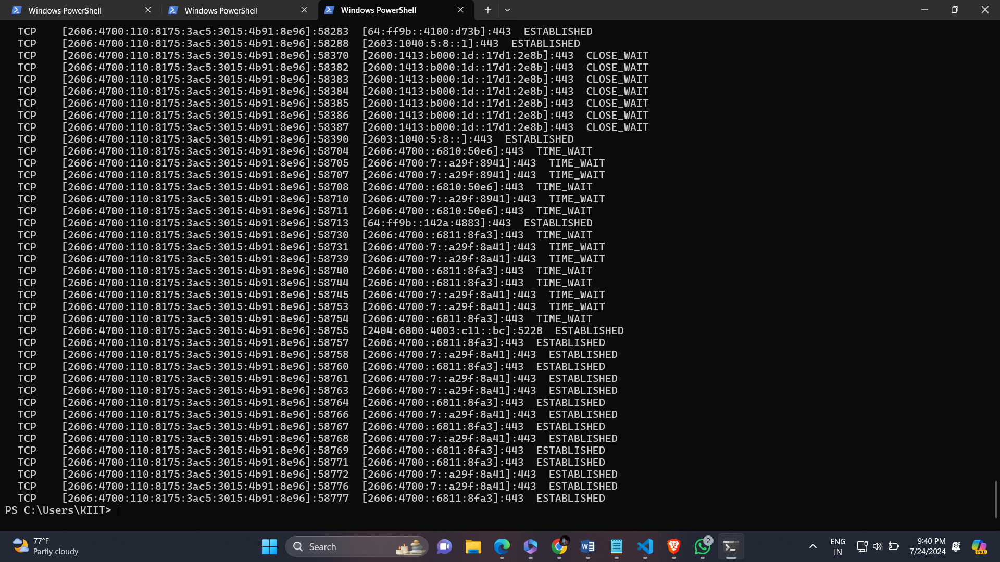 Windows PowerShell
Windows PowerShell
Windows PowerShell
TCP [2606:4700:110:8175:3ac5:3015:4b91:8e96]:58283 [64:ff9b::4100:d73b]:443 ESTABLISHED
TCP [2606:4700:110:8175:3ac5:3015:4b91:8e96]:58288 [2603:1040:5:8::1]:443 ESTABLISHED
TCP [2606:4700:110:8175:3ac5:3015:4b91:8e96]:58370 [2600:1413:b000:1d::17d1:2e8b]:443 CLOSE_WAIT
TCP [2606:4700:110:8175:3ac5:3015:4b91:8e96]:58382 [2600:1413:b000:1d::17d1:2e8b]:443 CLOSE_WAIT
TCP [2606:4700:110:8175:3ac5:3015:4b91:8e96]:58383 [2600:1413:b000:1d::17d1:2e8b]:443 CLOSE_WAIT
TCP [2606:4700:110:8175:3ac5:3015:4b91:8e96]:58384 [2600:1413:b000:1d::17d1:2e8b]:443 CLOSE_WAIT
TCP [2606:4700:110:8175:3ac5:3015:4b91:8e96]:58385 [2600:1413:b000:1d::17d1:2e8b]:443 CLOSE_WAIT
TCP [2606:4700:110:8175:3ac5:3015:4b91:8e96]:58386 [2600:1413:b000:1d::17d1:2e8b]:443 CLOSE_WAIT
TCP [2606:4700:110:8175:3ac5:3015:4b91:8e96]:58387 [2600:1413:b000:1d::17d1:2e8b]:443 CLOSE_WAIT
TCP [2606:4700:110:8175:3ac5:3015:4b91:8e96]:58390 [2603:1040:5:8::]:443 ESTABLISHED
TCP [2606:4700:110:8175:3ac5:3015:4b91:8e96]:58704 [2606:4700::6810:50e6]:443 TIME_WAIT
TCP [2606:4700:110:8175:3ac5:3015:4b91:8e96]:58705 [2606:4700:7::a29f:8941]:443 TIME_WAIT
TCP [2606:4700:110:8175:3ac5:3015:4b91:8e96]:58707 [2606:4700:7::a29f:8941]:443 TIME_WAIT
TCP [2606:4700:110:8175:3ac5:3015:4b91:8e96]:58708 [2606:4700::6810:50e6]:443 TIME_WAIT
TCP [2606:4700:110:8175:3ac5:3015:4b91:8e96]:58710 [2606:4700:7::a29f:8941]:443 TIME_WAIT
TCP [2606:4700:110:8175:3ac5:3015:4b91:8e96]:58711 [2606:4700::6810:50e6]:443 TIME_WAIT
TCP [2606:4700:110:8175:3ac5:3015:4b91:8e96]:58713 [64:ff9b::142a:4883]:443 ESTABLISHED
TCP [2606:4700:110:8175:3ac5:3015:4b91:8e96]:58730 [2606:4700::6811:8fa3]:443 TIME_WAIT
TCP [2606:4700:110:8175:3ac5:3015:4b91:8e96]:58731 [2606:4700:7::a29f:8a41]:443 TIME_WAIT
TCP [2606:4700:110:8175:3ac5:3015:4b91:8e96]:58739 [2606:4700:7::a29f:8a41]:443 TIME_WAIT
TCP [2606:4700:110:8175:3ac5:3015:4b91:8e96]:58740 [2606:4700::6811:8fa3]:443 TIME_WAIT
TCP [2606:4700:110:8175:3ac5:3015:4b91:8e96]:58744 [2606:4700::6811:8fa3]:443 TIME_WAIT
TCP [2606:4700:110:8175:3ac5:3015:4b91:8e96]:58745 [2606:4700:7::a29f:8a41]:443 TIME_WAIT
TCP [2606:4700:110:8175:3ac5:3015:4b91:8e96]:58753 [2606:4700:7::a29f:8a41]:443 TIME_WAIT
TCP [2606:4700:110:8175:3ac5:3015:4b91:8e96]:58754 [2606:4700::6811:8fa3]:443 TIME_WAIT
TCP [2606:4700:110:8175:3ac5:3015:4b91:8e96]:58755 [2404:6800:4003:c11::bc]:5228 ESTABLISHED
TCP [2606:4700:110:8175:3ac5:3015:4b91:8e96]:58757 [2606:4700::6811:8fa3]:443 ESTABLISHED
TCP [2606:4700:110:8175:3ac5:3015:4b91:8e96]:58758 [2606:4700:7::a29f:8a41]:443 ESTABLISHED
TCP [2606:4700:110:8175:3ac5:3015:4b91:8e96]:58760 [2606:4700::6811:8fa3]:443 ESTABLISHED
TCP [2606:4700:110:8175:3ac5:3015:4b91:8e96]:58761 [2606:4700:7::a29f:8a41]:443 ESTABLISHED
TCP [2606:4700:110:8175:3ac5:3015:4b91:8e96]:58763 [2606:4700:7::a29f:8a41]:443 ESTABLISHED
TCP [2606:4700:110:8175:3ac5:3015:4b91:8e96]:58764 [2606:4700::6811:8fa3]:443 ESTABLISHED
TCP [2606:4700:110:8175:3ac5:3015:4b91:8e96]:58766 [2606:4700:7::a29f:8a41]:443 ESTABLISHED
TCP [2606:4700:110:8175:3ac5:3015:4b91:8e96]:58767 [2606:4700::6811:8fa3]:443 ESTABLISHED
TCP [2606:4700:110:8175:3ac5:3015:4b91:8e96]:58768 [2606:4700:7::a29f:8a41]:443 ESTABLISHED
TCP [2606:4700:110:8175:3ac5:3015:4b91:8e96]:58769 [2606:4700::6811:8fa3]:443 ESTABLISHED
TCP [2606:4700:110:8175:3ac5:3015:4b91:8e96]:58771 [2606:4700::6811:8fa3]:443 ESTABLISHED
TCP [2606:4700:110:8175:3ac5:3015:4b91:8e96]:58772 [2606:4700:7::a29f:8a41]:443 ESTABLISHED
TCP [2606:4700:110:8175:3ac5:3015:4b91:8e96]:58776 [2606:4700:7::a29f:8a41]:443 ESTABLISHED
TCP [2606:4700:110:8175:3ac5:3015:4b91:8e96]:58777 [2606:4700::6811:8fa3]:443 ESTABLISHED
PS C:\Users\KIIT>
77°F
Partly cloudy
Search
W
2
ENG
IN
9:40 PM
7/24/2024
PRE